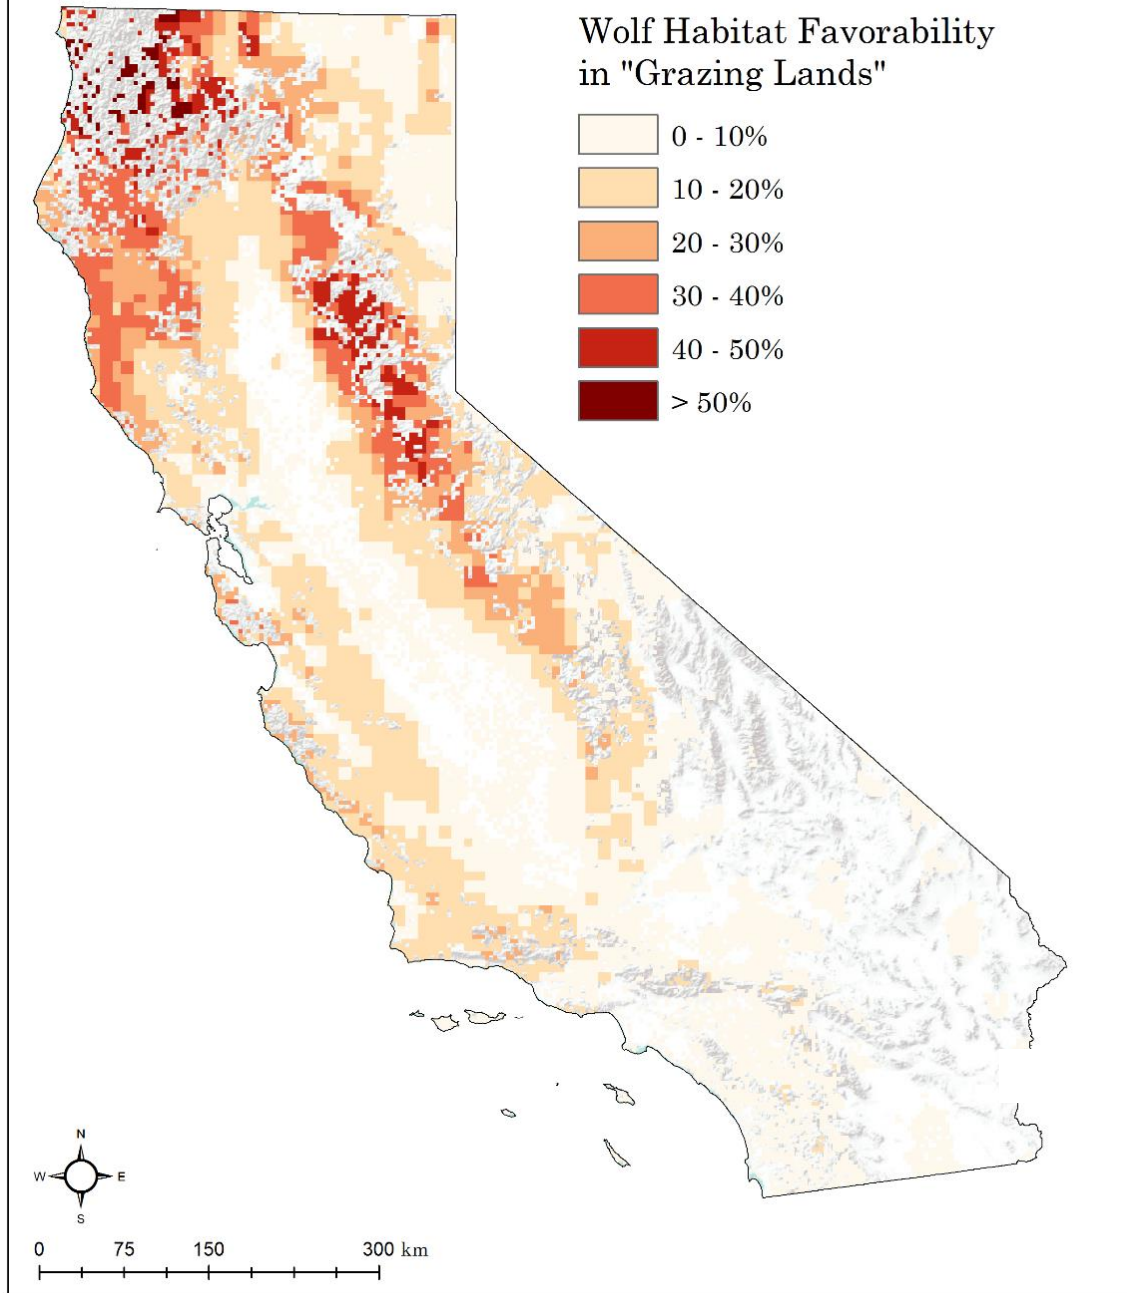 Wolf Habitat Favorability
in "Grazing Lands"
0 - 10%
10 - 20%
20 - 30%
30 - 40%
40 - 50%
> 50%
N
W E
S
0 75 150 300 km